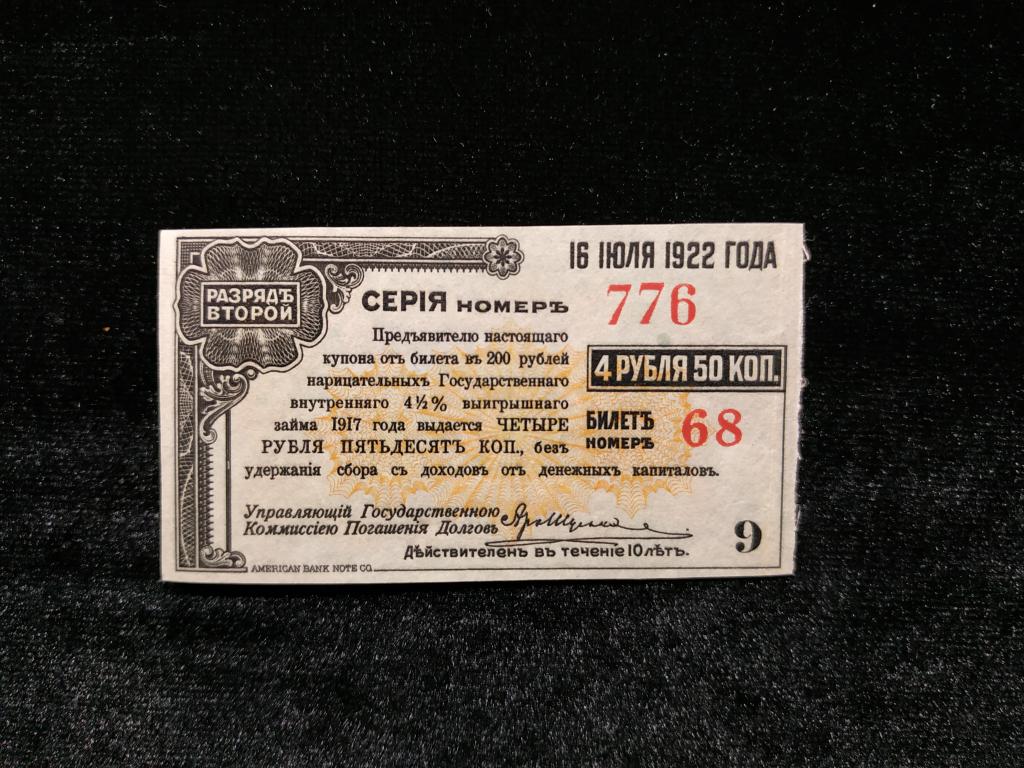 16 ІЮЛЯ 1922 ГОДА
РАЗРЯДЪ
ВТОРОЙ
СЕРІЯ НОМЕРЪ 776
Предъявителю настоящаго
купона отъ билета въ 200 рублей
нарицательныхъ Государственнаго
внутренняго 4½% выигрышнаго
займа 1917 года выдается ЧЕТЫРЕ
РУБЛЯ ПЯТЬДЕСЯТЪ КОП., безъ
удержанія сбора съ доходовъ отъ денежныхъ капиталовъ.
4 РУБЛЯ 50 КОП.
БИЛЕТЪ
НОМЕРЪ 68
Управляющій Государственною
Коммиссіею Погашенія Долговъ
Дѣйствителенъ въ теченіе 10 лѣтъ.
9
AMERICAN BANK NOTE CO.